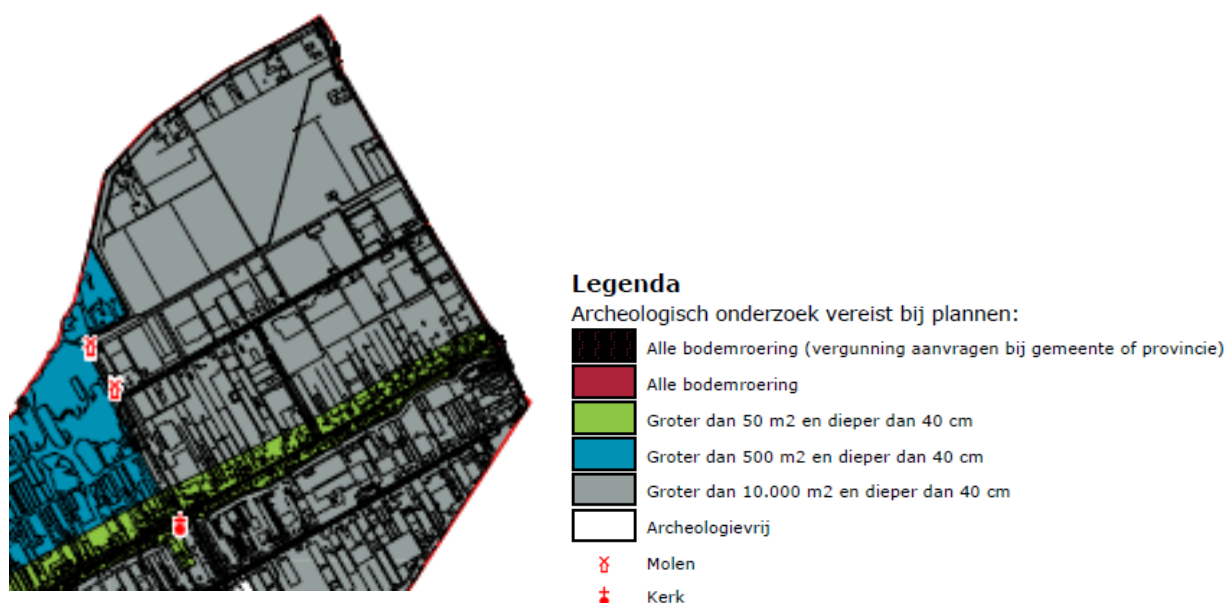 Legenda
Archeologisch onderzoek vereist bij plannen:
Alle bodemroering (vergunning aanvragen bij gemeente of provincie)
Alle bodemroering
Groter dan 50 m2 en dieper dan 40 cm
Groter dan 500 m2 en dieper dan 40 cm
Groter dan 10.000 m2 en dieper dan 40 cm
Archeologievrij
Molen
Kerk